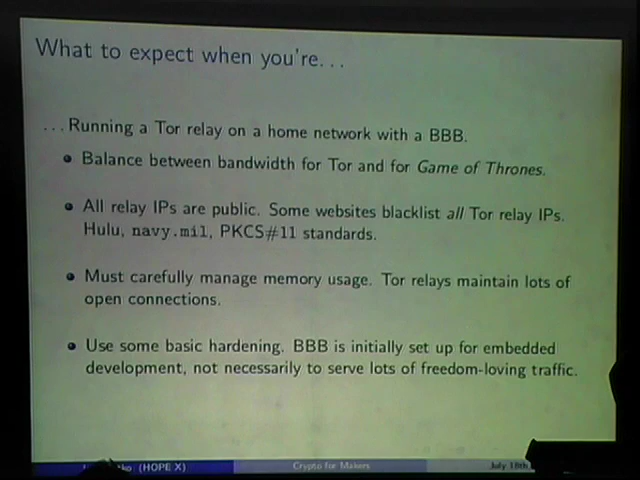 What to expect when you're...
...Running a Tor relay on a home network with a BBB.
Balance between bandwidth for Tor and for Game of Thrones.
All relay IPs are public. Some websites blacklist all Tor relay IPs.
Hulu, navy.mil, PKCS#11 standards.
Must carefully manage memory usage. Tor relays maintain lots of
open connections.
Use some basic hardening. BBB is initially set up for embedded
development, not necessarily to serve lots of freedom-loving traffic.
(HOPE X) Crypto for Makers July 18th